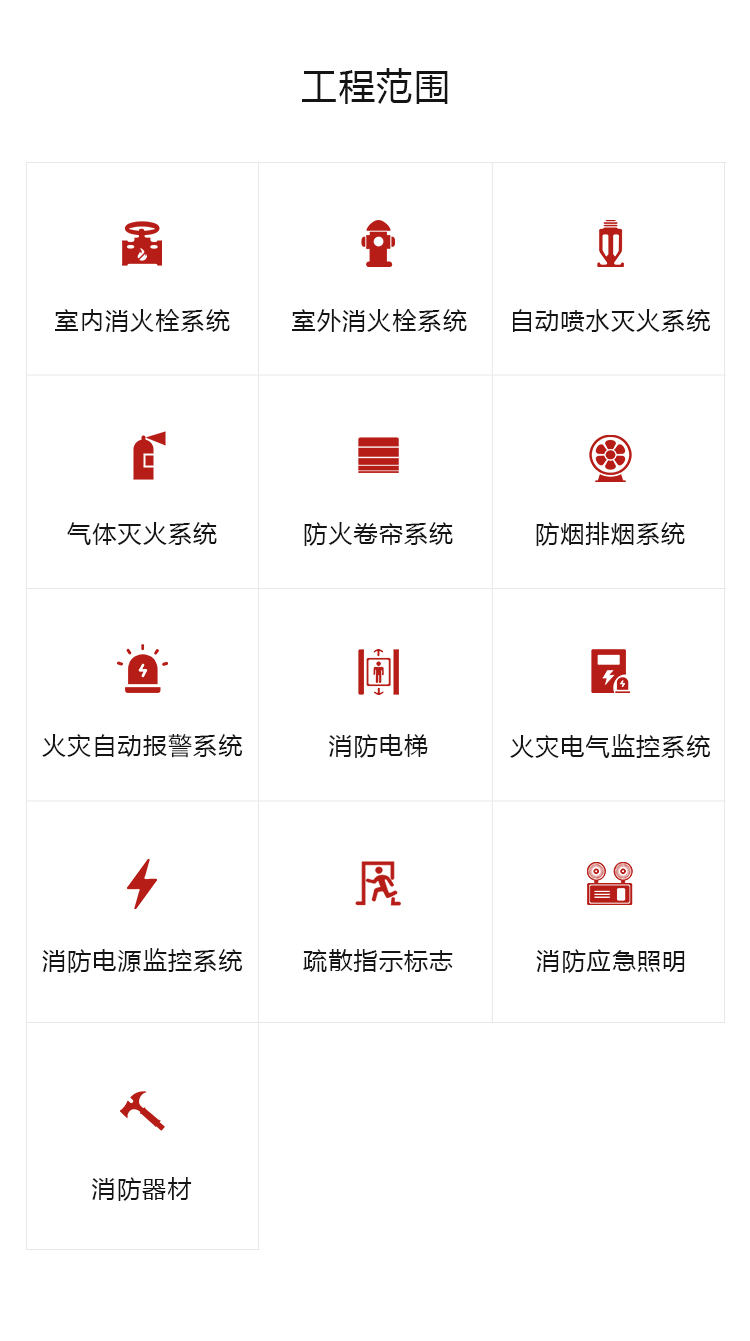 工程范围
室内消火栓系统
室外消火栓系统
自动喷水灭火系统
气体灭火系统
防火卷帘系统
防烟排烟系统
火灾自动报警系统
消防电梯
火灾电气监控系统
消防电源监控系统
疏散指示标志
消防应急照明
消防器材